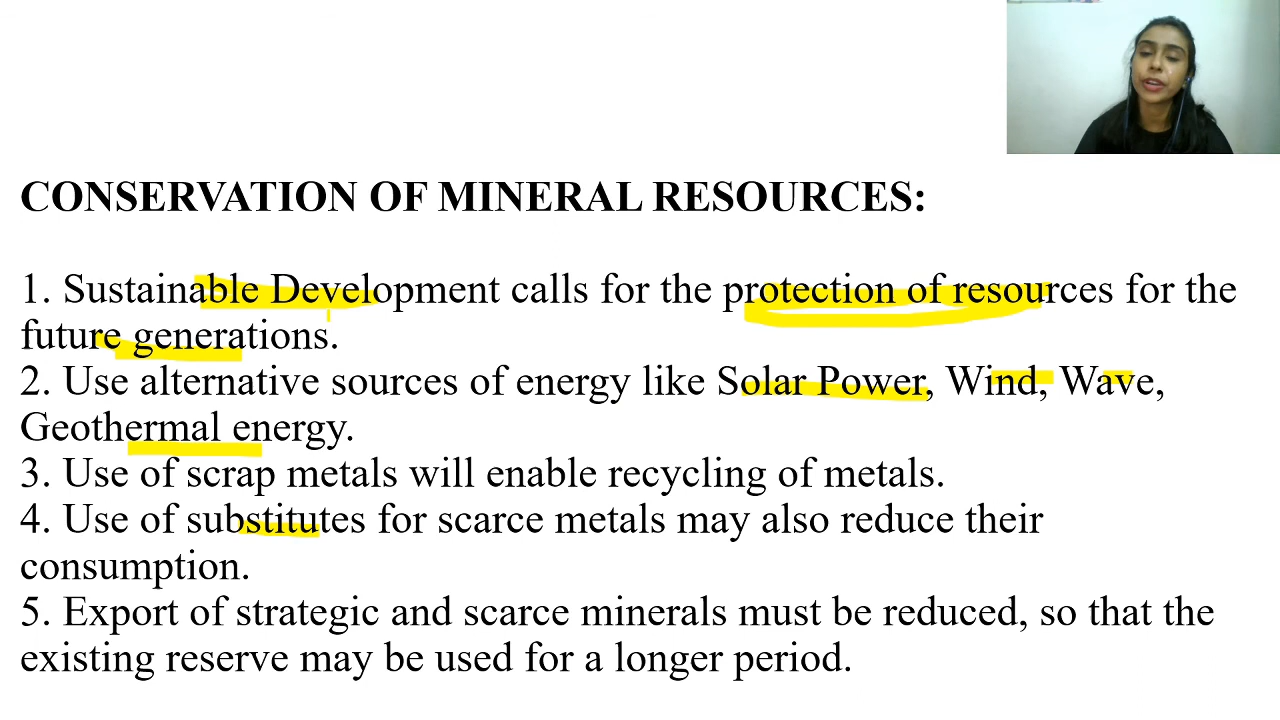 CONSERVATION OF MINERAL RESOURCES:
1. Sustainable Development calls for the protection of resources for the
future generations.
2. Use alternative sources of energy like Solar Power, Wind, Wave,
Geothermal energy.
3. Use of scrap metals will enable recycling of metals.
4. Use of substitutes for scarce metals may also reduce their
consumption.
5. Export of strategic and scarce minerals must be reduced, so that the
existing reserve may be used for a longer period.